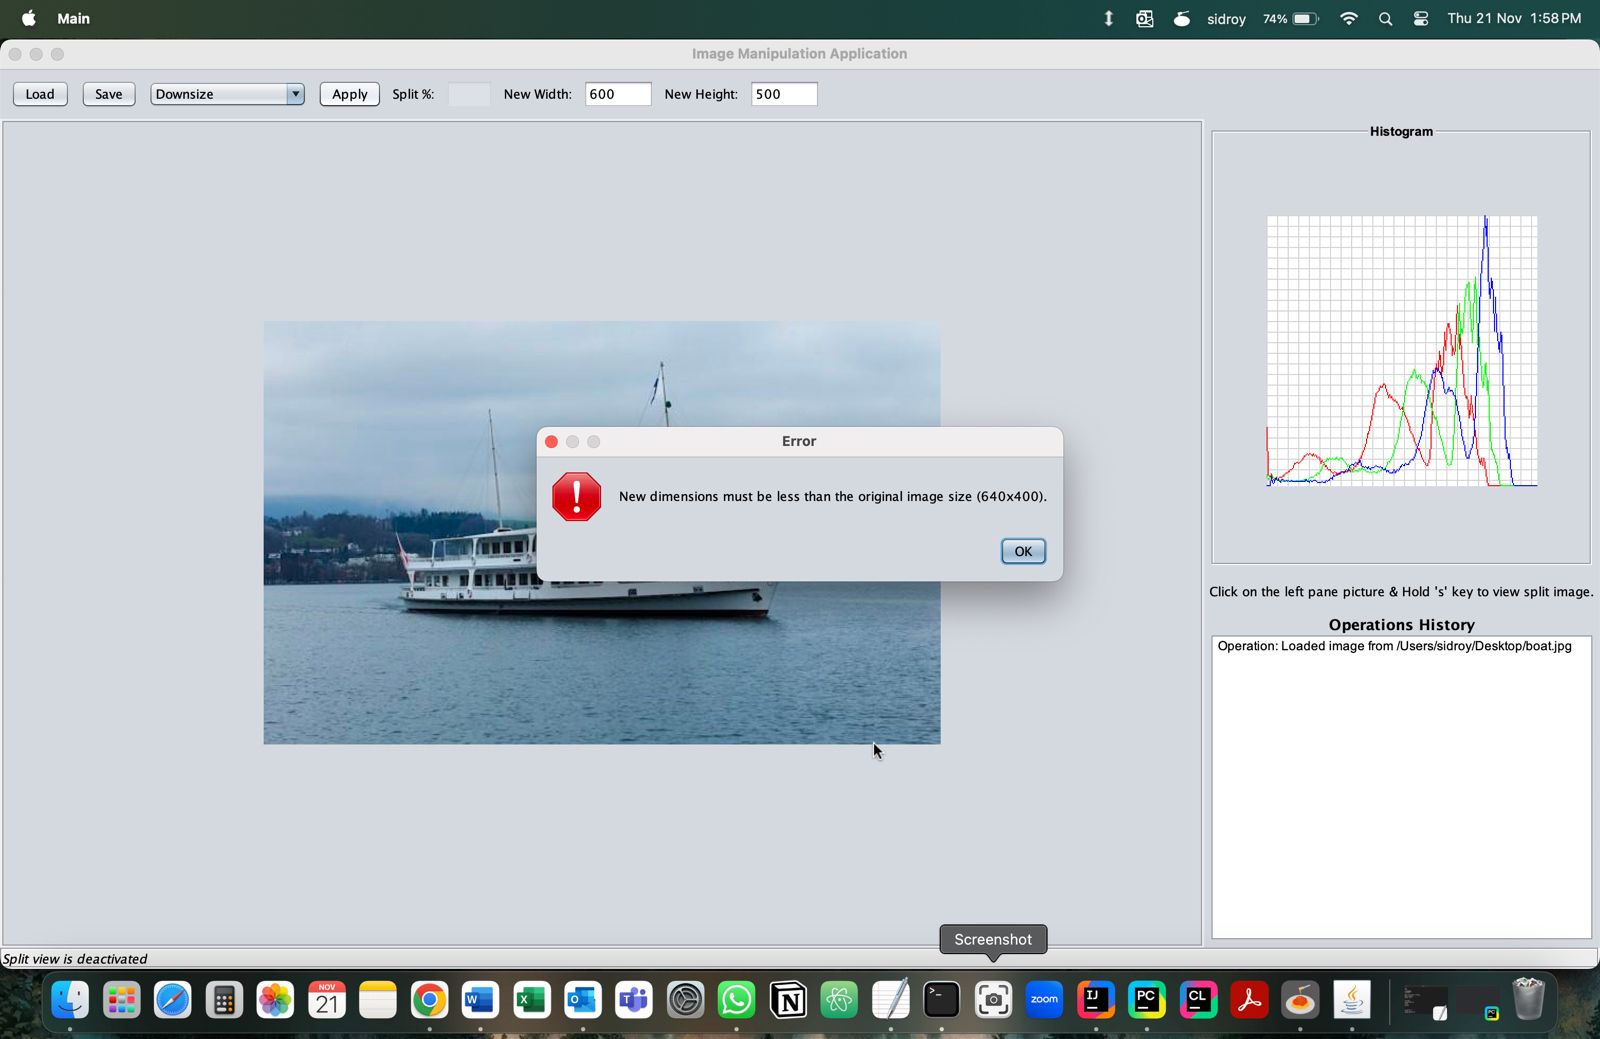 Main
sidroy
74%
Thu 21 Nov 1:58 PM
Image Manipulation Application
Load
Save
Downsize
Apply
Split %:
New Width:
600
New Height:
500
Histogram
Error
New dimensions must be less than the original image size (640x400).
OK
Click on the left pane picture & Hold 's' key to view split image.
Operations History
Operation: Loaded image from /Users/sidroy/Desktop/boat.jpg
Split view is deactivated
Screenshot
NOV
21
W
X
O
T
N
>_
zoom
IJ
PC
CL
PC